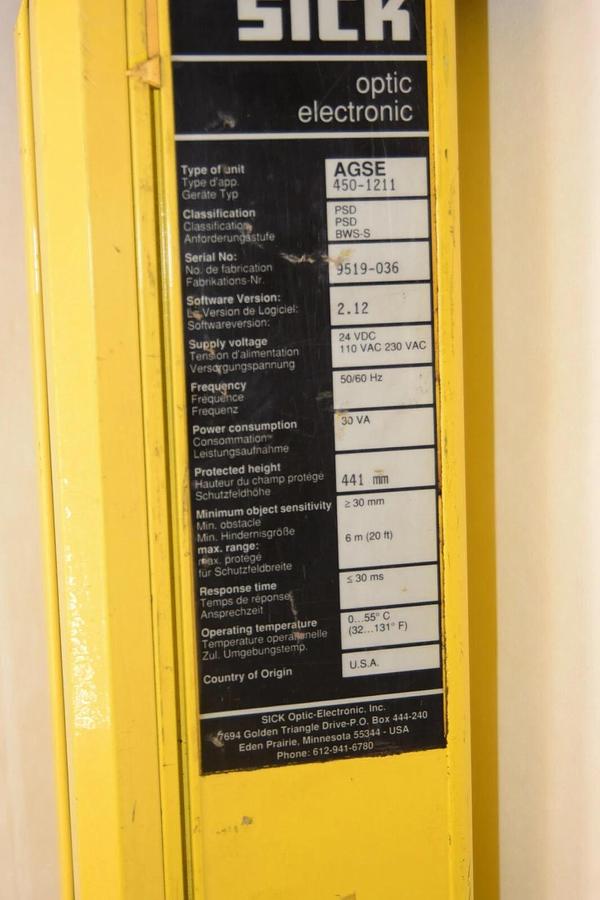 SICK
optic
electronic
Type of unit
Type d'app.
Geräte Typ
AGSE
450-1211
Classification
Classification
Anforderungsstufe
PSD
PSD
BWS-S
Serial No:
No. de fabrication
Fabrikations-Nr.
9519-036
Software Version:
La Version de Logiciel:
Softwareversion:
2.12
Supply voltage
Tension d'alimentation
Versorgungspannung
24 VDC
110 VAC 230 VAC
Frequency
Fréquence
Frequenz
50/60 Hz
Power consumption
Consommation
Leistungsaufnahme
30 VA
Protected height
Hauteur du champ protégé
Schutzfeldhöhe
441 mm
Minimum object sensitivity
Min. obstacle
Min. Hindernisgröße
≥ 30 mm
max. range:
max. protégé
für Schutzfeldbreite
6 m (20 ft)
Response time
Temps de réponse
Ansprechzeit
≤ 30 ms
Operating temperature
Temperature operationelle
Zul. Umgebungstemp.
0...55° C
(32...131° F)
Country of Origin
U.S.A.
SICK Optic-Electronic, Inc.
7694 Golden Triangle Drive-P.O. Box 444-240
Eden Prairie, Minnesota 55344 - USA
Phone: 612-941-6780